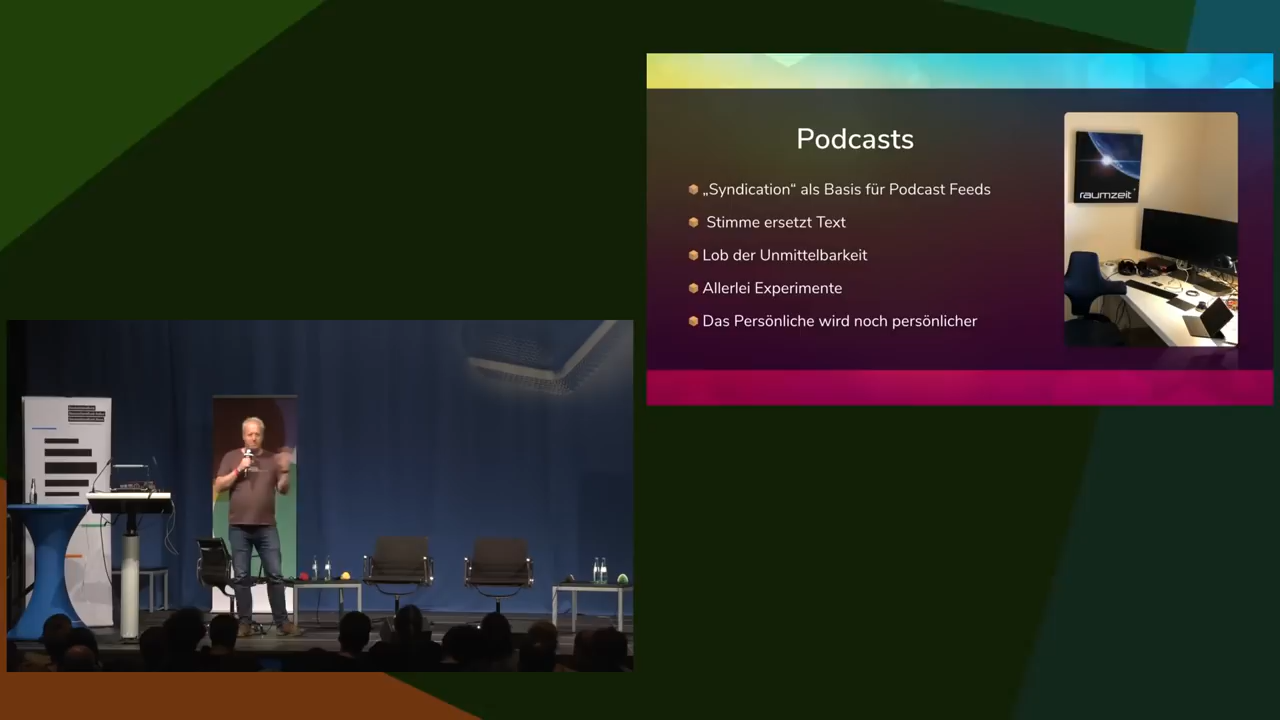 Podcasts
„Syndication“ als Basis für Podcast Feeds
Stimme ersetzt Text
Lob der Unmittelbarkeit
Allerlei Experimente
Das Persönliche wird noch persönlicher
raumzeit